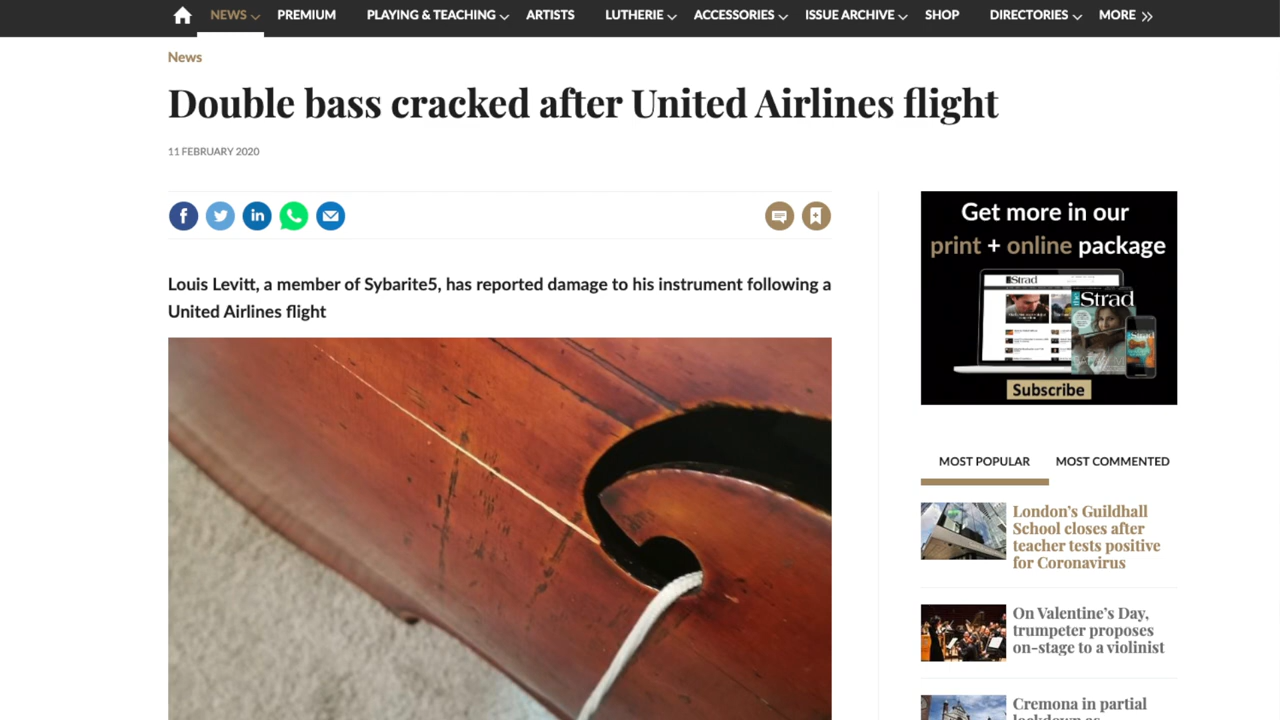 NEWS PREMIUM PLAYING & TEACHING ARTISTS LUTHERIE ACCESSORIES ISSUE ARCHIVE SHOP DIRECTORIES MORE
News
Double bass cracked after United Airlines flight
11 FEBRUARY 2020
Louis Levitt, a member of Sybarite5, has reported damage to his instrument following a
United Airlines flight
Get more in our
print + online package
Strad
Strad
Strad
Subscribe
MOST POPULAR MOST COMMENTED
London's Guildhall
School closes after
teacher tests positive
for Coronavirus
On Valentine's Day,
trumpeter proposes
on-stage to a violinist
Cremona in partial
lockdown as